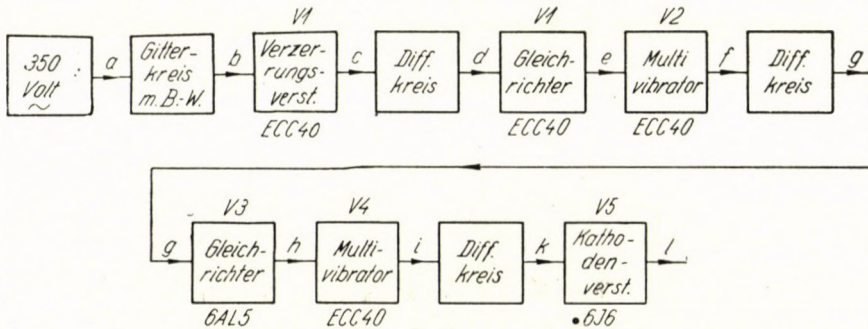 V1
V1
V2
350
Volt
~
a
Gitter-
kreis
m. B.-W.
b
Verzer-
rungs-
verst.
c
Diff.
kreis
d
Gleich-
richter
e
Multi
vibrator
f
Diff.
kreis
g
ECC40
ECC40
ECC40
V3
V4
V5
g
Gleich-
richter
h
Multi-
vibrator
i
Diff.
kreis
k
Katho-
den-
verst.
l
6AL5
ECC40
6J6